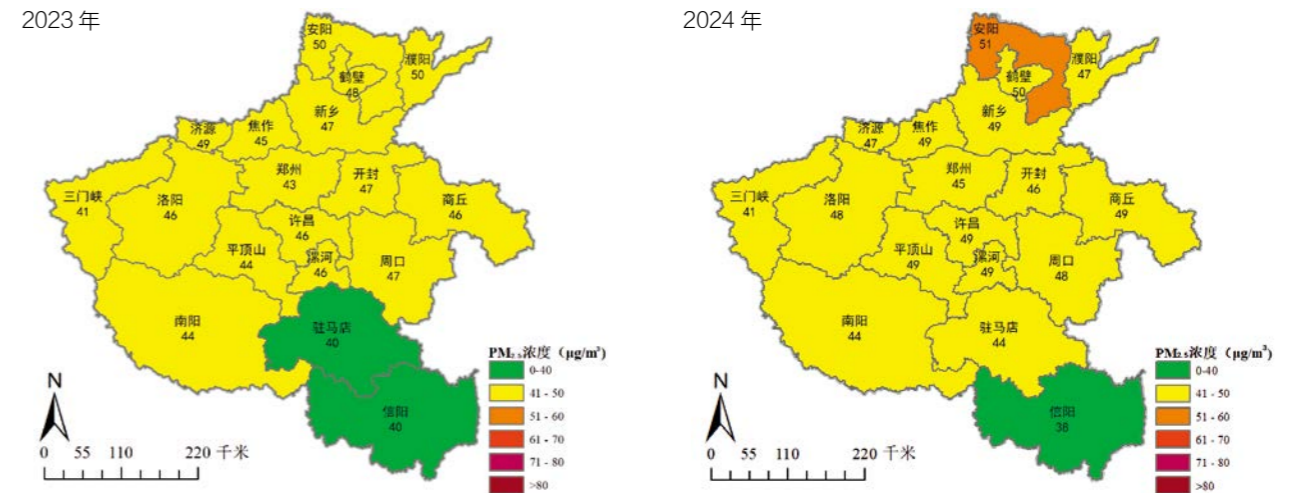 2023 年
安阳
50
濮阳
50
鹤壁
48
新乡
47
济源
49
焦作
45
郑州
43
开封
47
三门峡
41
洛阳
46
商丘
46
许昌
46
平顶山
44
漯河
46
周口
47
南阳
44
驻马店
40
信阳
40
N
0 55 110 220 千米
PM2.5浓度（μg/m³）
0-40
41 - 50
51 - 60
61 - 70
71 - 80
>80
2024 年
安阳
51
濮阳
47
鹤壁
50
新乡
49
济源
47
焦作
49
郑州
45
开封
46
三门峡
41
洛阳
48
商丘
49
许昌
49
平顶山
49
漯河
49
周口
48
南阳
44
驻马店
44
信阳
38
N
0 55 110 220 千米
PM2.5浓度（μg/m³）
0-40
41 - 50
51 - 60
61 - 70
71 - 80
>80